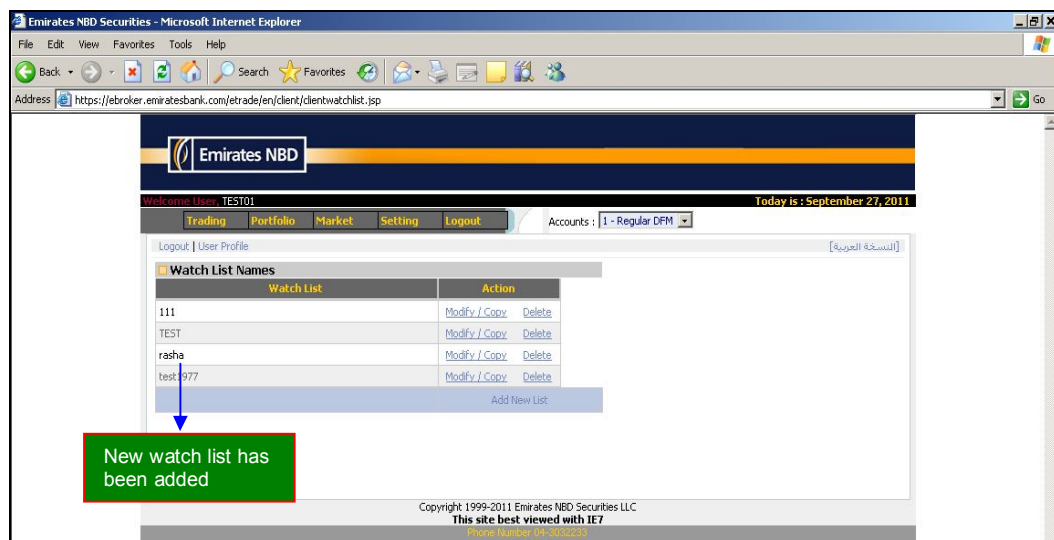 Emirates NBD Securities - Microsoft Internet Explorer
File Edit View Favorites Tools Help
Back Search Favorites
Address https://ebroker.emiratesbank.com/etrade/en/client/clientwatchlist.jsp Go
Emirates NBD
Welcome User, TEST01 Today is : September 27, 2011
Trading Portfolio Market Setting Logout Accounts : 1 - Regular DFM
Logout | User Profile [النسخة العربية]
Watch List Names
Watch List Action
111 Modify / Copy Delete
TEST Modify / Copy Delete
rasha Modify / Copy Delete
test1977 Modify / Copy Delete
Add New List
New watch list has
been added
Copyright 1999-2011 Emirates NBD Securities LLC
This site best viewed with IE7
Phone Number 04-3032233